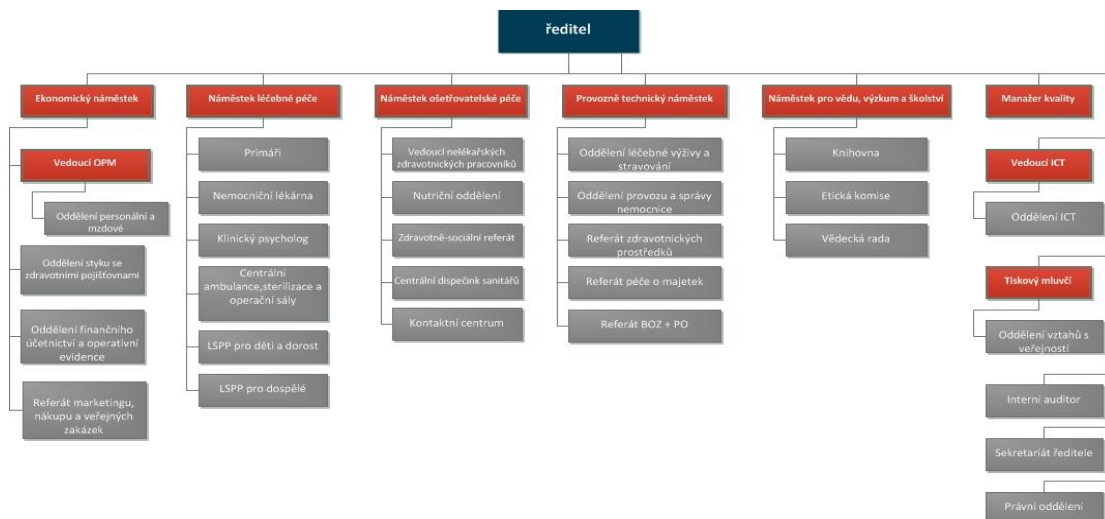 ředitel
Ekonomický náměstek
Vedoucí OPM
Oddělení personální a
mzdové
Oddělení styku se
zdravotními pojišťovnami
Oddělení finančního
účetnictví a operativní
evidence
Referát marketingu,
nákupu a veřejných
zakázek
Náměstek léčebné péče
Primáři
Nemocniční lékárna
Klinický psycholog
Centrální
ambulance,sterilizace a
operační sály
LSPP pro děti a dorost
LSPP pro dospělé
Náměstek ošetřovatelské péče
Vedoucí nelékařských
zdravotnických pracovníků
Nutriční oddělení
Zdravotně-sociální referát
Centrální dispečink sanitářů
Kontaktní centrum
Provozně technický náměstek
Oddělení léčebné výživy a
stravování
Oddělení provozu a správy
nemocnice
Referát zdravotnických
prostředků
Referát péče o majetek
Referát BOZ + PO
Náměstek pro vědu, výzkum a školství
Knihovna
Etická komise
Vědecká rada
Manažer kvality
Vedoucí ICT
Oddělení ICT
Tiskový mluvčí
Oddělení vztahů s
veřejností
Interní auditor
Sekretariát ředitele
Právní oddělení